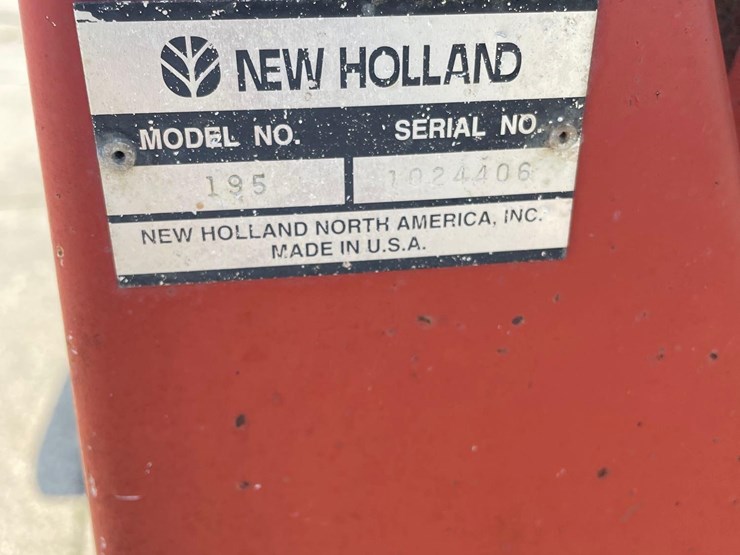 NEW HOLLAND
MODEL NO. SERIAL NO.
195 1024406
NEW HOLLAND NORTH AMERICA, INC.
MADE IN U.S.A.